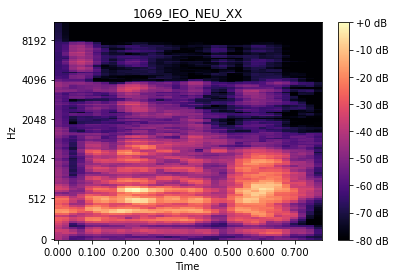 1069_IEO_NEU_XX
+0 dB
8192
-10 dB
4096
-20 dB
-30 dB
2048
-40 dB
Hz
1024
-50 dB
-60 dB
512
-70 dB
0
-80 dB
0.000 0.100 0.200 0.300 0.400 0.500 0.600 0.700
Time